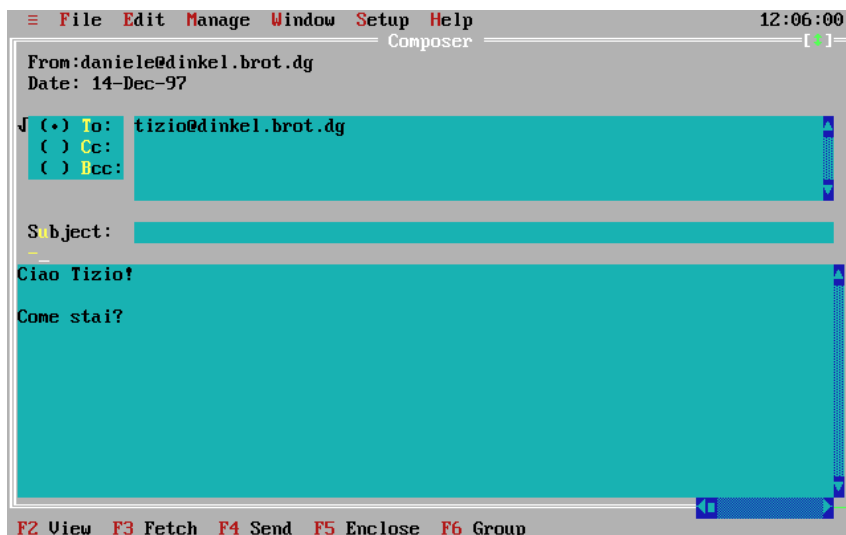 ≡ File Edit Manage Window Setup Help 12:06:00
Composer
From:daniele@dinkel.brot.dg
Date: 14-Dec-97
√ (•) To: tizio@dinkel.brot.dg
( ) Cc:
( ) Bcc:
Subject:
Ciao Tizio!
Come stai?
F2 View F3 Fetch F4 Send F5 Enclose F6 Group